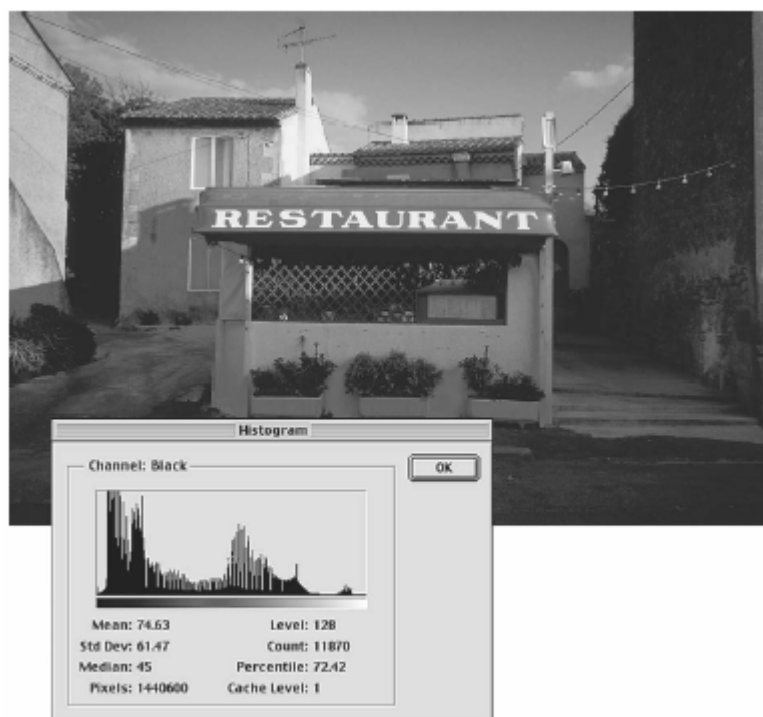 RESTAURANT
Histogram
Channel: Black
OK
Mean: 74.63
Level: 128
Std Dev: 61.47
Count: 11870
Median: 45
Percentile: 72.42
Pixels: 1440600
Cache Level: 1